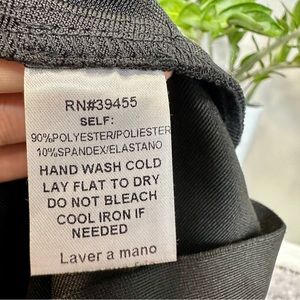 RN#39455
SELF:
90%POLYESTER/POLIESTER
10%SPANDEX/ELASTANO
HAND WASH COLD
LAY FLAT TO DRY
DO NOT BLEACH
COOL IRON IF
NEEDED
Laver a mano